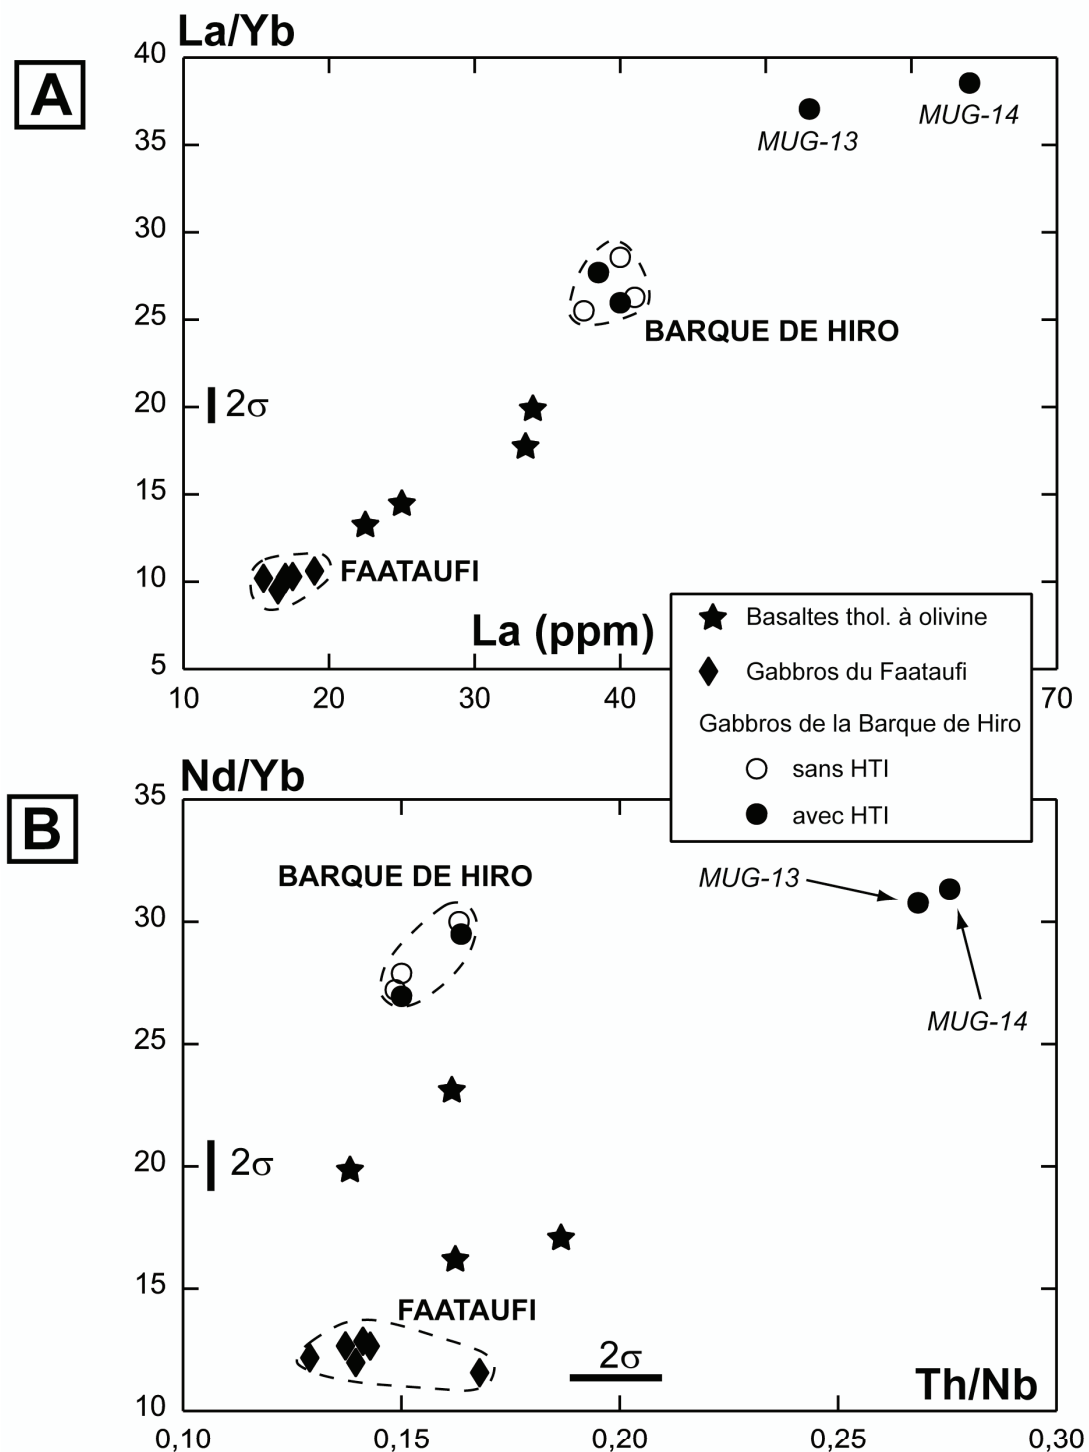 La/Yb
A
40
35
30
25
20
15
10
5
MUG-13
MUG-14
BARQUE DE HIRO
2σ
FAATAUFI
La (ppm)
10
20
30
40
70
Basaltes thol. à olivine
Gabbros du Faataufi
Gabbros de la Barque de Hiro
sans HTI
avec HTI
Nd/Yb
B
35
30
25
20
15
10
BARQUE DE HIRO
MUG-13
MUG-14
2σ
FAATAUFI
2σ
Th/Nb
0,10
0,15
0,20
0,25
0,30